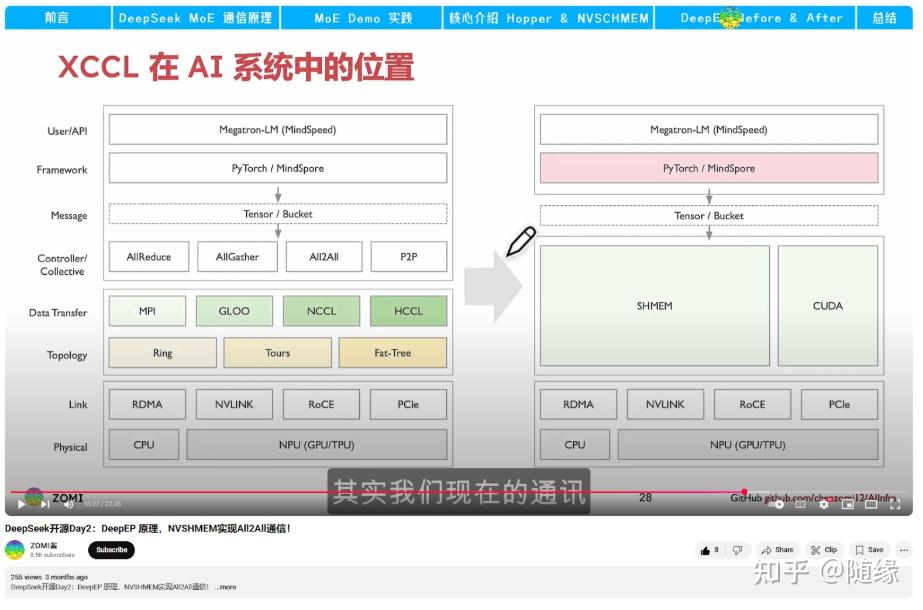 前言 DeepSeek MoE 通信原理 MoE Demo 实践 核心介绍 Hopper & NVSCHMEM DeepE Before & After 总结
XCCL 在 AI 系统中的位置
User/API Megatron-LM (MindSpeed) Megatron-LM (MindSpeed)
Framework PyTorch / MindSpore PyTorch / MindSpore
Message Tensor / Bucket Tensor / Bucket
Controller/
Collective AllReduce AllGather All2All P2P
Data Transfer MPI GLOO NCCL HCCL SHMEM CUDA
Topology Ring Tours Fat-Tree
Link RDMA NVLINK RoCE PCIe RDMA NVLINK RoCE PCIe
Physical CPU NPU (GPU/TPU) CPU NPU (GPU/TPU)
其实我们现在的通讯
ZOMI 28 GitHub github.com/chenzomi12/AIInfra
18:22 / 22:26
DeepSeek开源Day2：DeepEP 原理，NVSHMEM实现All2All通信！
ZOMI酱
8.5K subscribers
Subscribe
8 Share Clip Save
255 views 3 months ago
DeepSeek开源Day2：DeepEP 原理，NVSHMEM实现All2All通信！ ...more
知乎 @随缘